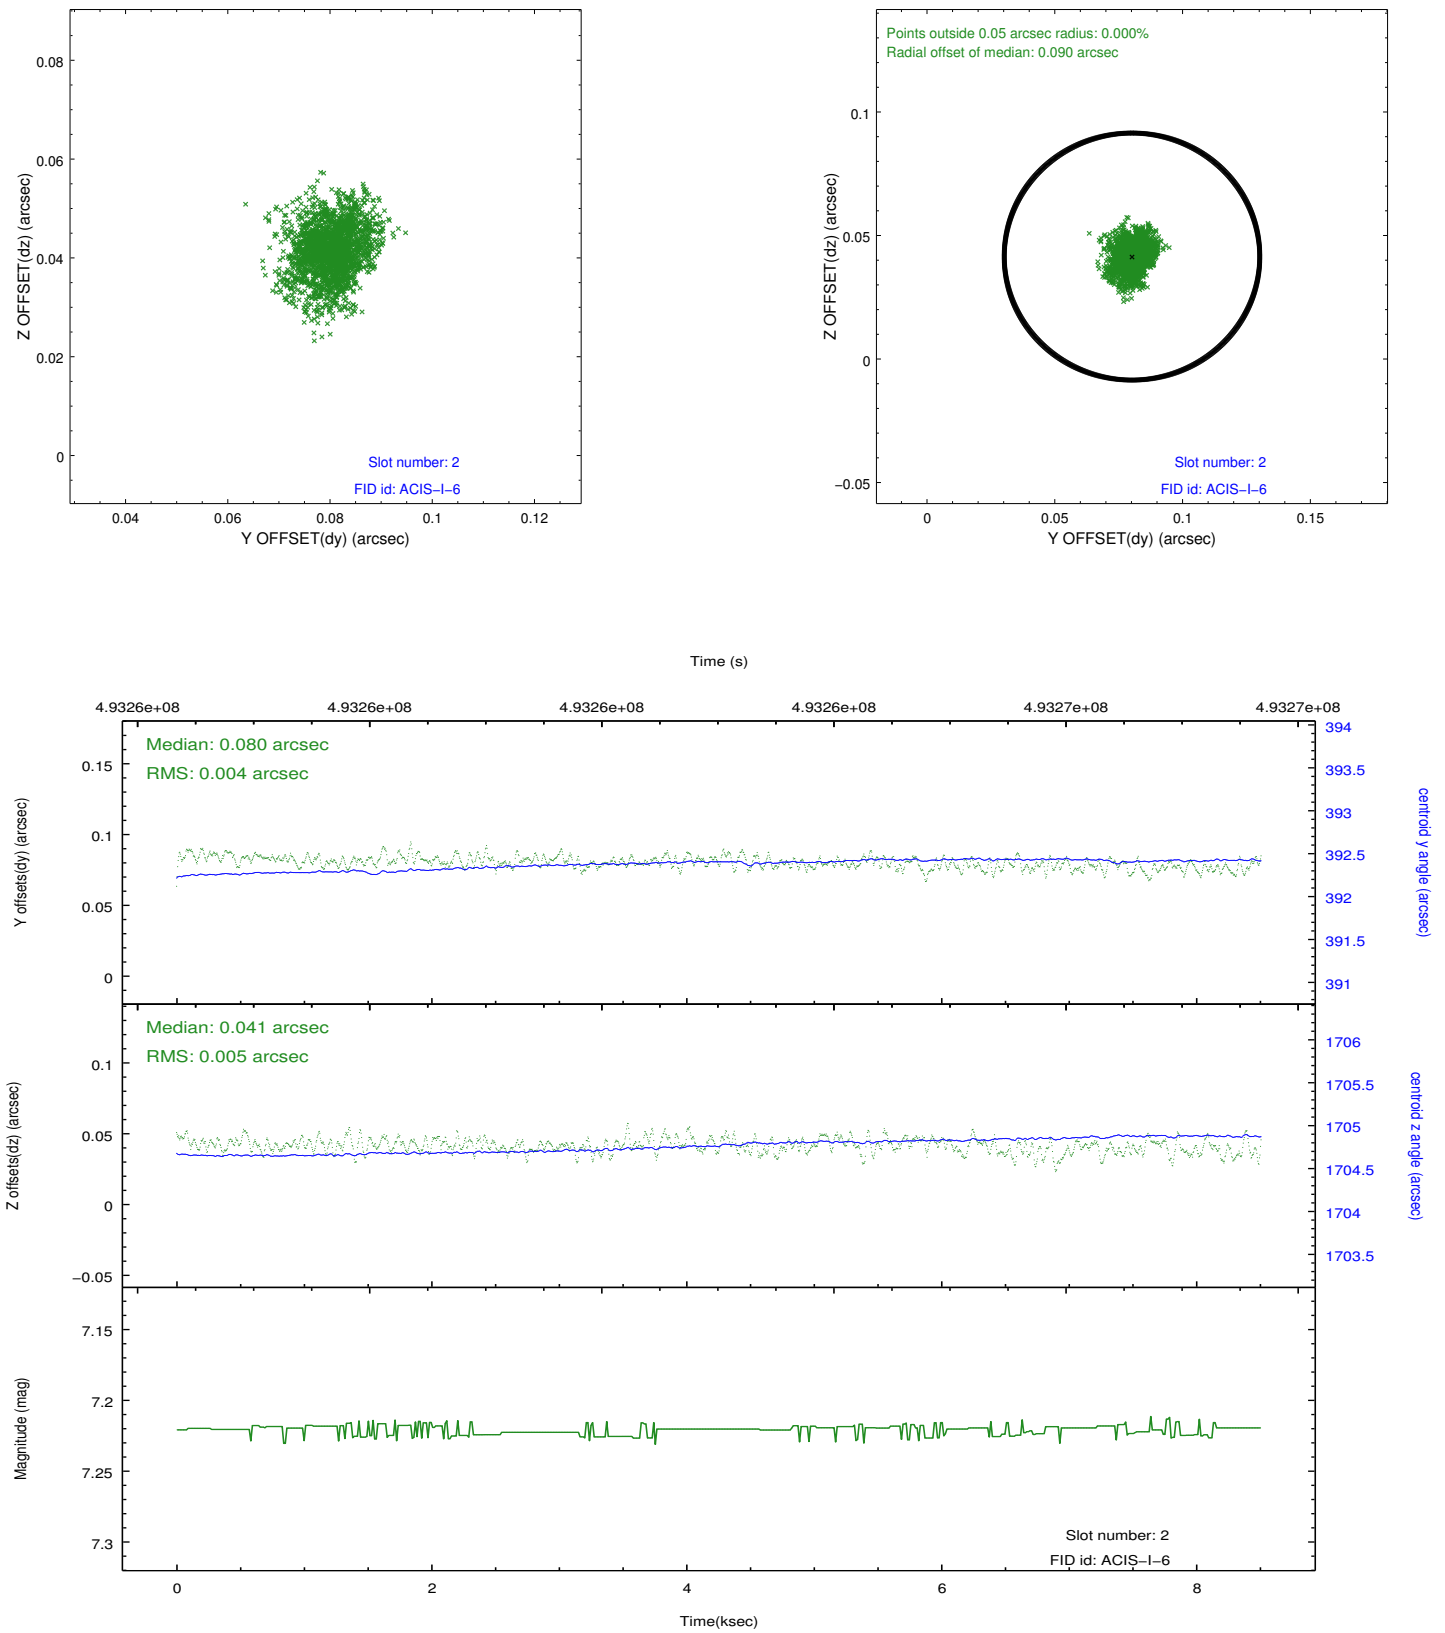 0.08
0.06
0.04
0.02
0
Z OFFSET(dz) (arcsec)
Slot number: 2
FID id: ACIS−I−6
0.04 0.06 0.08 0.1 0.12
Y OFFSET(dy) (arcsec)
Points outside 0.05 arcsec radius: 0.000%
Radial offset of median: 0.090 arcsec
0.1
0.05
0
−0.05
Z OFFSET(dz) (arcsec)
Slot number: 2
FID id: ACIS−I−6
0 0.05 0.1 0.15
Y OFFSET(dy) (arcsec)
Time (s)
4.9326e+08 4.9326e+08 4.9326e+08 4.9326e+08 4.9327e+08 4.9327e+08
Median: 0.080 arcsec
RMS: 0.004 arcsec
0.15
0.1
0.05
0
Y offsets(dy) (arcsec)
394
393.5
393
392.5
392
391.5
391
centroid y angle (arcsec)
Median: 0.041 arcsec
RMS: 0.005 arcsec
0.1
0.05
0
−0.05
Z offsets(dz) (arcsec)
1706
1705.5
1705
1704.5
1704
1703.5
centroid z angle (arcsec)
7.15
7.2
7.25
7.3
Magnitude (mag)
Slot number: 2
FID id: ACIS−I−6
0 2 4 6 8
Time(ksec)